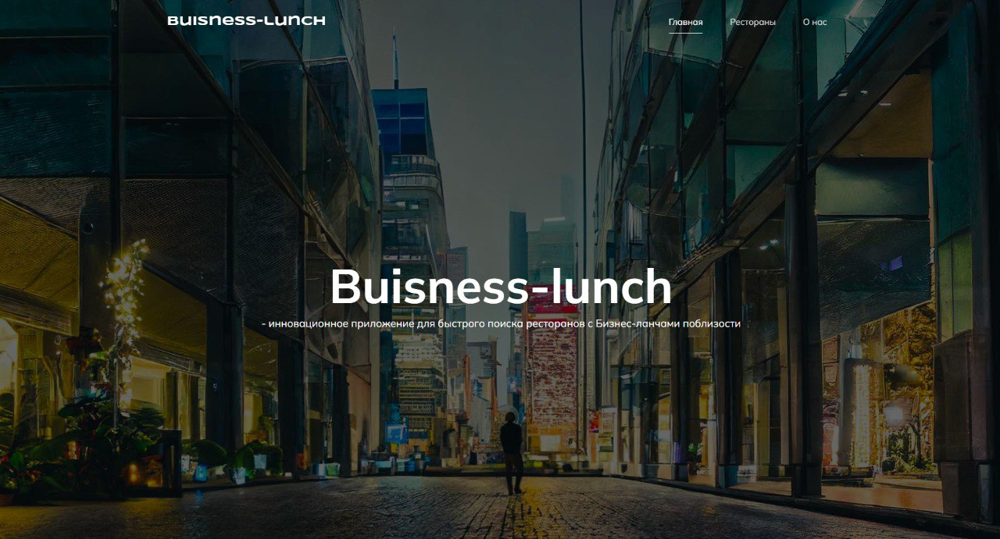 Buisness-Lunch
Главная Рестораны О нас
Buisness-lunch
- инновационное приложение для быстрого поиска ресторанов с Бизнес-ланчами поблизости